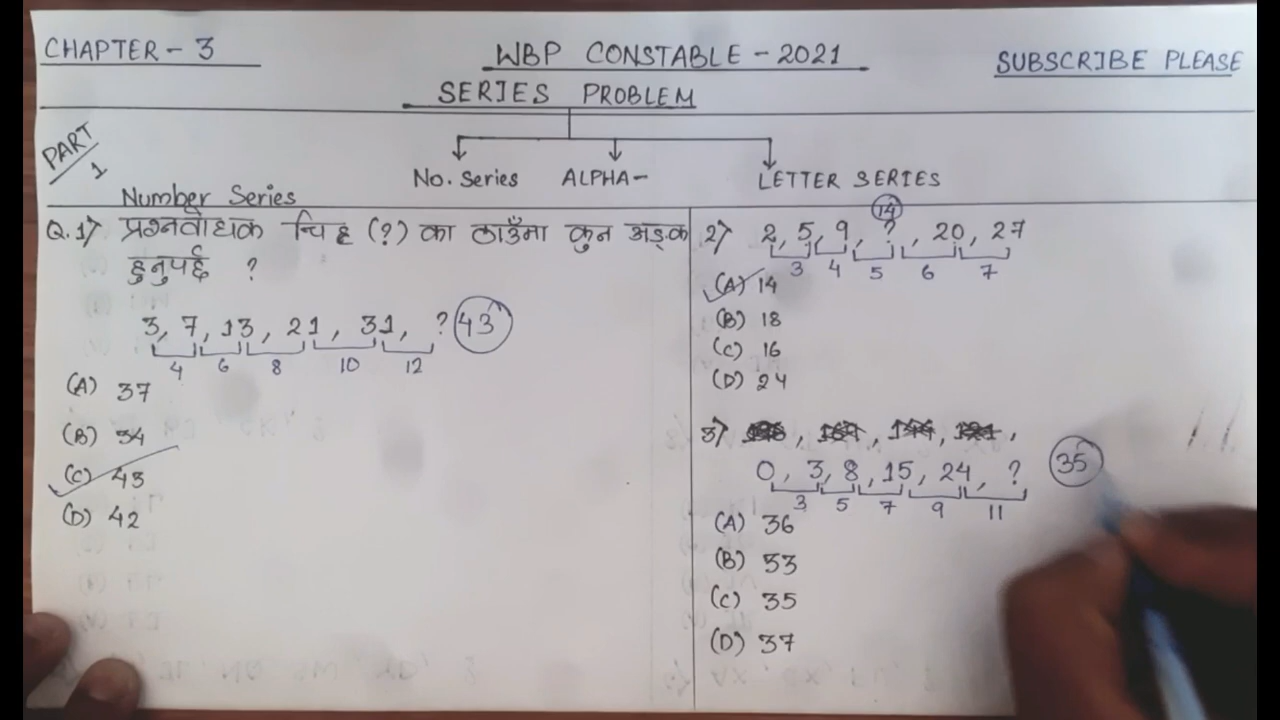 CHAPTER - 3
WBP CONSTABLE - 2021
SUBSCRIBE PLEASE
SERIES PROBLEM
PART 1
No. Series ALPHA- LETTER SERIES
Number Series
Q.1) प्रश्नवोधक चिह्न (?) का ठाउँमा कुन अङ्क
हुनुपर्छ ?
3, 7, 13, 21, 31, ? 43
4 6 8 10 12
(A) 37
(B) 34
(C) 43
(D) 42
14
2) 2, 5, 9, ?, 20, 27
3 4 5 6 7
(A) 14
(B) 18
(C) 16
(D) 24
3)
0, 3, 8, 15, 24, ? 35
3 5 7 9 11
(A) 36
(B) 33
(C) 35
(D) 37